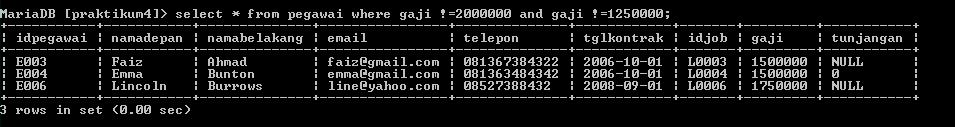 MariaDB [praktikum4]> select * from pegawai where gaji !=2000000 and gaji !=1250000;
| idpegawai | namadepan | namabelakang | email | telepon | tglkontrak | idjob | gaji | tunjangan |
| E003 | Faiz | Ahmad | faiz@gmail.com | 081367384322 | 2006-10-01 | L0003 | 1500000 | NULL |
| E004 | Emma | Bunton | emma@gmail.com | 081363484342 | 2006-10-01 | L0004 | 1500000 | 0 |
| E006 | Lincoln | Burrows | linc@yahoo.com | 08527388432 | 2008-09-01 | L0006 | 1750000 | NULL |
3 rows in set (0.00 sec)